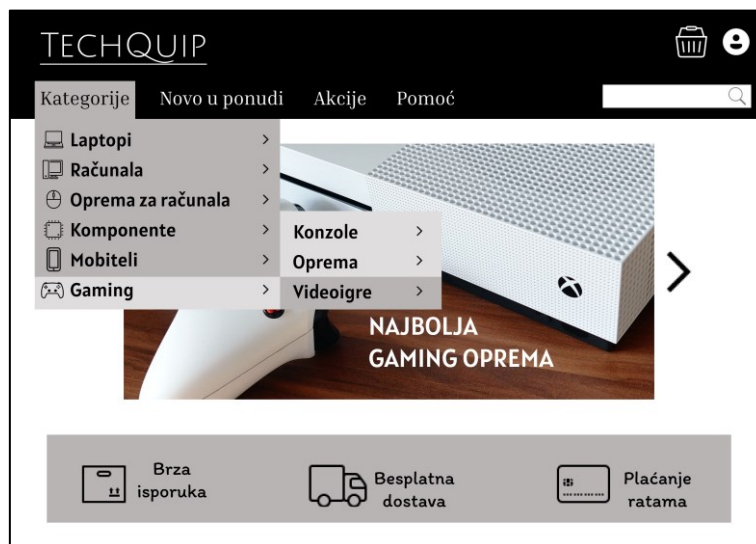 TECHQUIP
Kategorije Novo u ponudi Akcije Pomoć
Laptopi
Računala
Oprema za računala
Komponente
Mobiteli
Gaming
Konzole
Oprema
Videoigre
NAJBOLJA
GAMING OPREMA
Brza
isporuka
Besplatna
dostava
Plaćanje
ratama